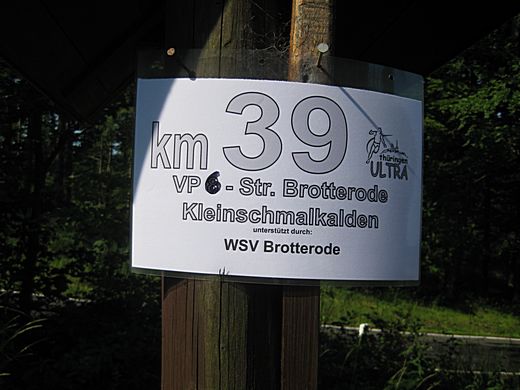 km 39
thüringen
ULTRA
VP 6 - Str. Brotterode
Kleinschmalkalden
unterstützt durch:
WSV Brotterode